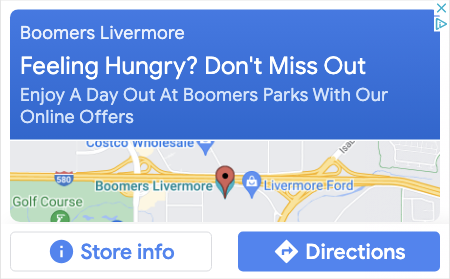 Boomers Livermore
Feeling Hungry? Don't Miss Out
Enjoy A Day Out At Boomers Parks With Our
Online Offers
Costco Wholesale
Isa
580
Boomers Livermore
Livermore Ford
Golf Course
Store info
Directions